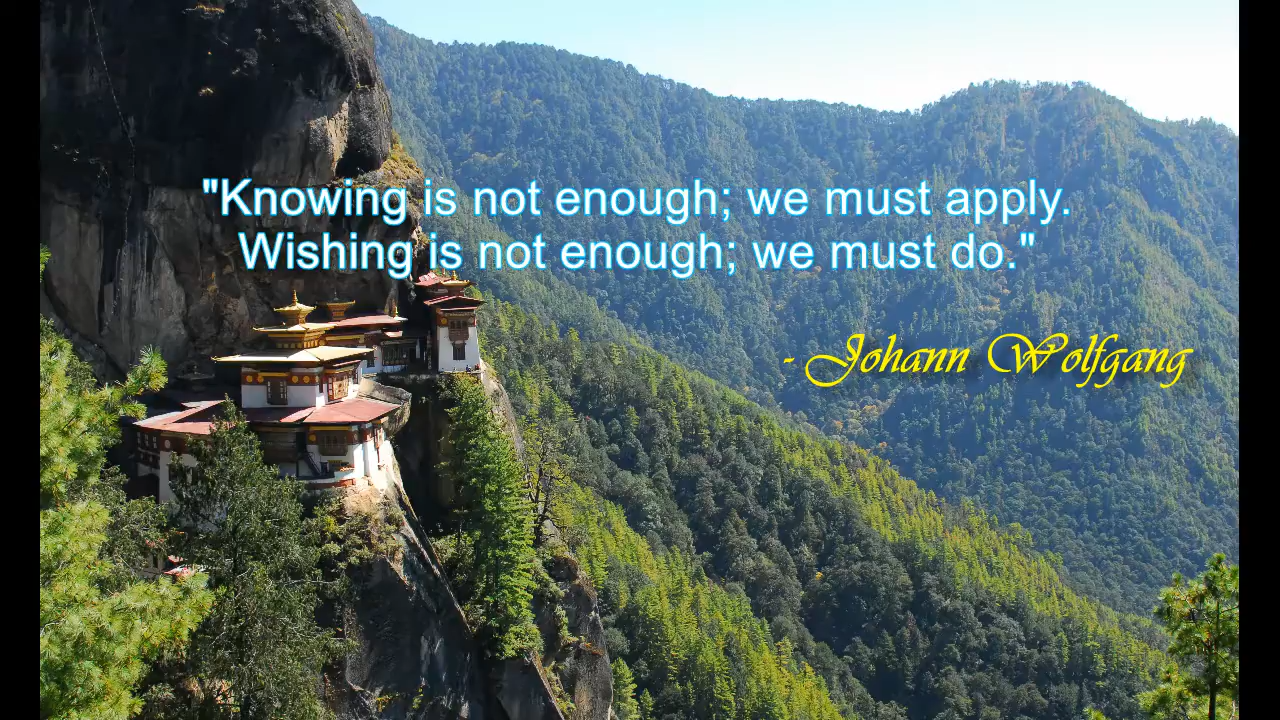 "Knowing is not enough; we must apply.
Wishing is not enough; we must do."
- Johann Wolfgang